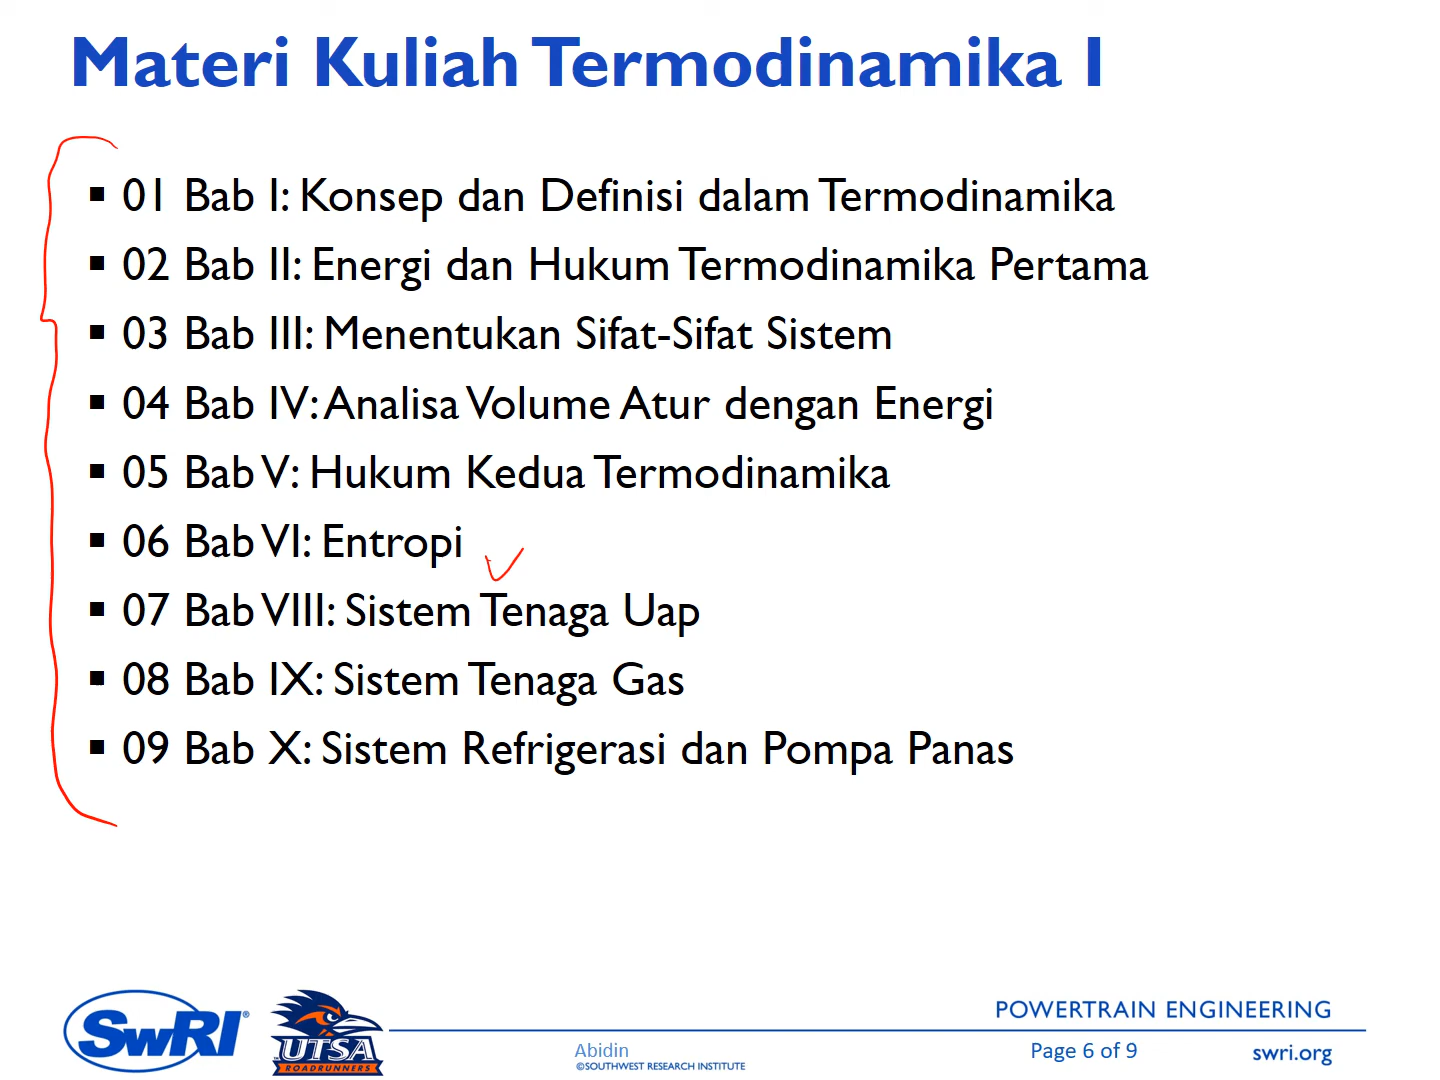 Materi Kuliah Termodinamika I
▪ 01 Bab I: Konsep dan Definisi dalam Termodinamika
▪ 02 Bab II: Energi dan Hukum Termodinamika Pertama
▪ 03 Bab III: Menentukan Sifat-Sifat Sistem
▪ 04 Bab IV: Analisa Volume Atur dengan Energi
▪ 05 Bab V: Hukum Kedua Termodinamika
▪ 06 Bab VI: Entropi
▪ 07 Bab VIII: Sistem Tenaga Uap
▪ 08 Bab IX: Sistem Tenaga Gas
▪ 09 Bab X: Sistem Refrigerasi dan Pompa Panas
SwRI®
UTSA
ROADRUNNERS
Abidin
©SOUTHWEST RESEARCH INSTITUTE
POWERTRAIN ENGINEERING
Page 6 of 9
swri.org